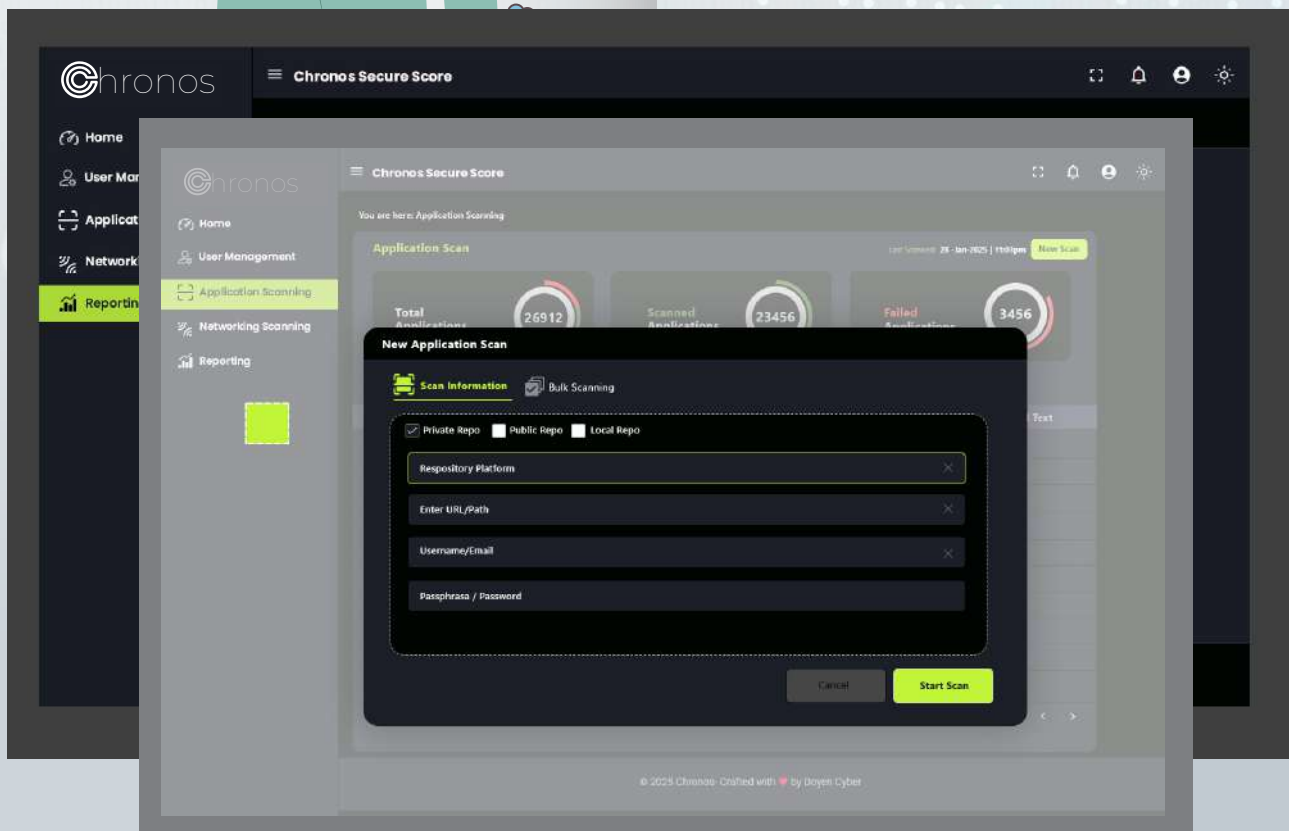 Chronos
Chronos Secure Score
Home
User Mar
Applicat
Network
Reportin
Chronos
Chronos Secure Score
Home
User Management
Application Scanning
Networking Scanning
Reporting
You are here: Application Scanning
Application Scan
Last Scanned: 28 -Jan-2025 | 11:01pm New Scan
Total
Applications
26912
Scanned
Applications
23456
Failed
Applications
3456
Text
New Application Scan
Scan Information Bulk Scanning
Private Repo Public Repo Local Repo
Respository Platform
Enter URL/Path
Username/Email
Passphrasa / Password
Cancel Start Scan
© 2025 Chronos- Crafted with ❤ by Doyen Cyber